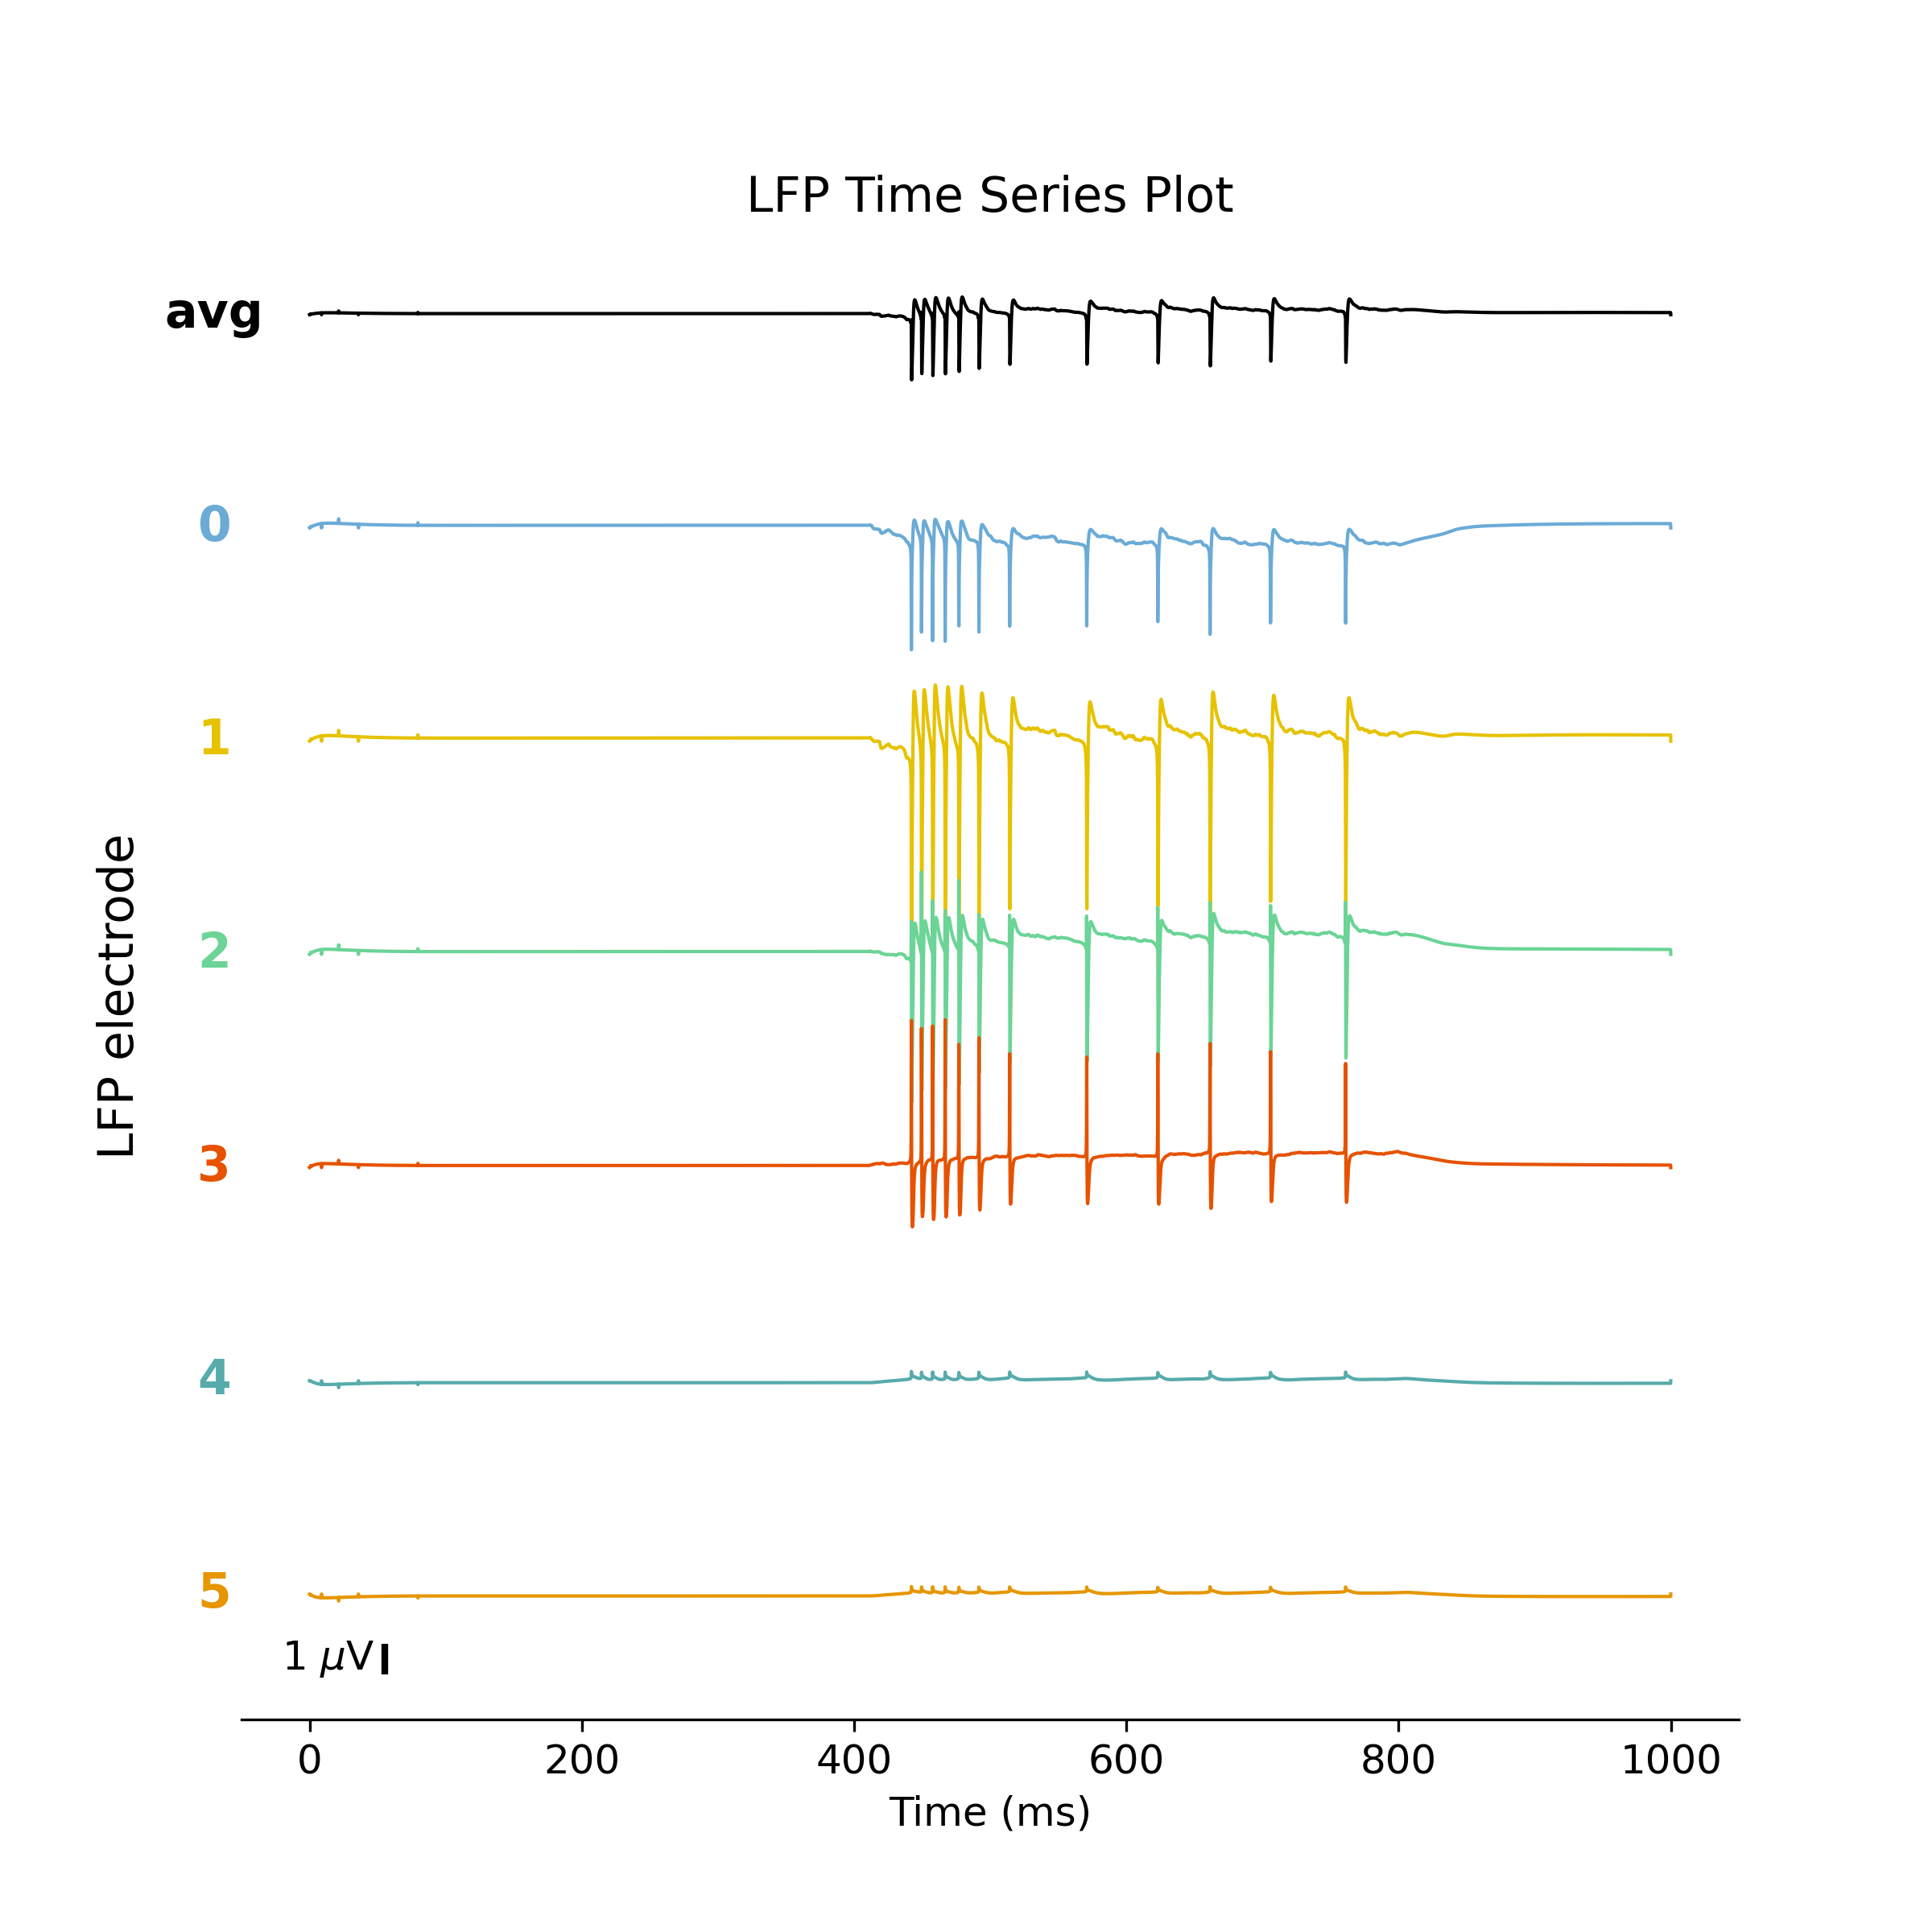 LFP Time Series Plot
avg
0
1
2
3
4
5
LFP electrode
1 μV
0 200 400 600 800 1000
Time (ms)